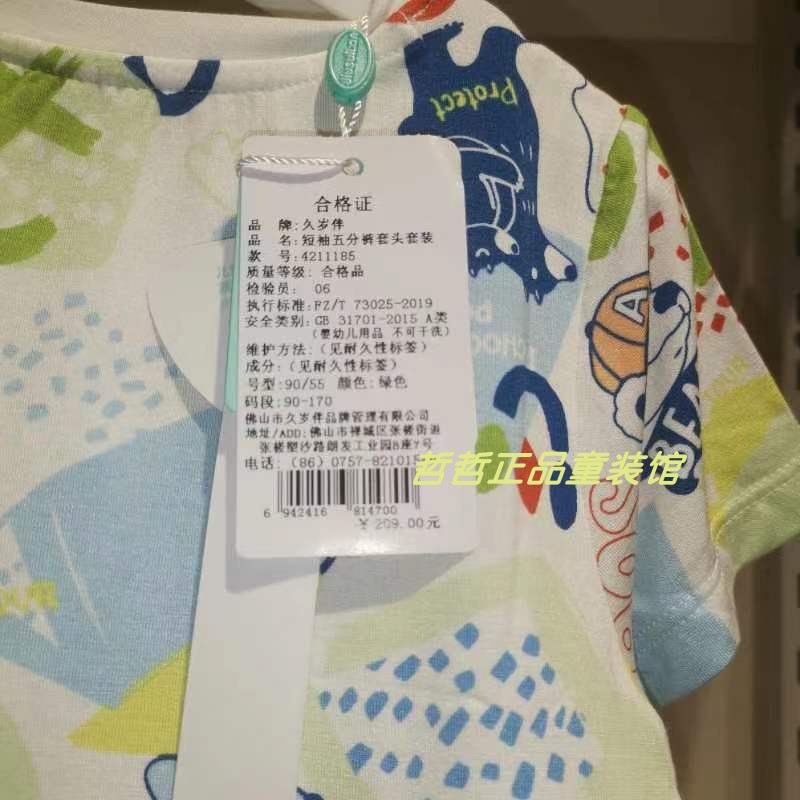 Protect
合格证
品 牌:久岁伴
品 名:短袖五分裤套头套装
款 号:4211185
质量等级: 合格品
检验员: 06
执行标准:FZ/T 73025-2019
安全类别:GB 31701-2015 A类
(婴幼儿用品 不可干洗)
维护方法:(见耐久性标签)
成分:(见耐久性标签)
号型:90/55 颜色:绿色
码段:90-170
佛山市久岁伴品牌管理有限公司
地址/ADD:佛山市禅城区张槎街道
张槎塱沙路朗发工业园B座7号
电话:(86)0757-821015
哲哲正品童装馆
6 942416 814700
¥ 209.00元
A
BEA